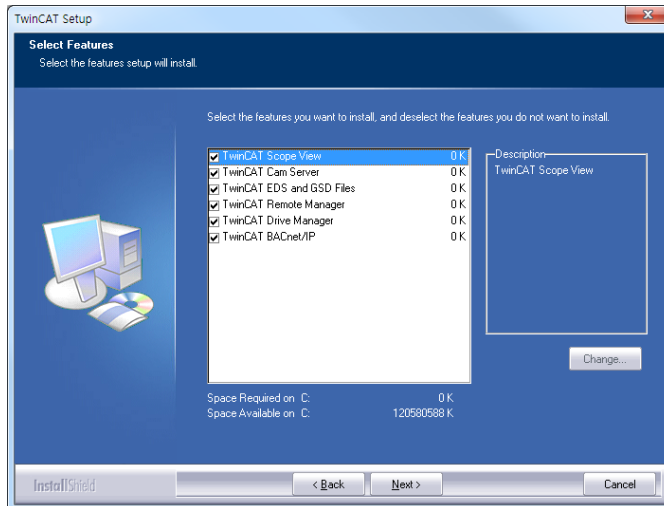 TwinCAT Setup
Select Features
Select the features setup will install.
Select the features you want to install, and deselect the features you do not want to install.
TwinCAT Scope View 0 K
TwinCAT Cam Server 0 K
TwinCAT EDS and GSD Files 0 K
TwinCAT Remote Manager 0 K
TwinCAT Drive Manager 0 K
TwinCAT BACnet/IP 0 K
Description
TwinCAT Scope View
Change...
Space Required on C: 0 K
Space Available on C: 120580588 K
InstallShield
< Back
Next >
Cancel